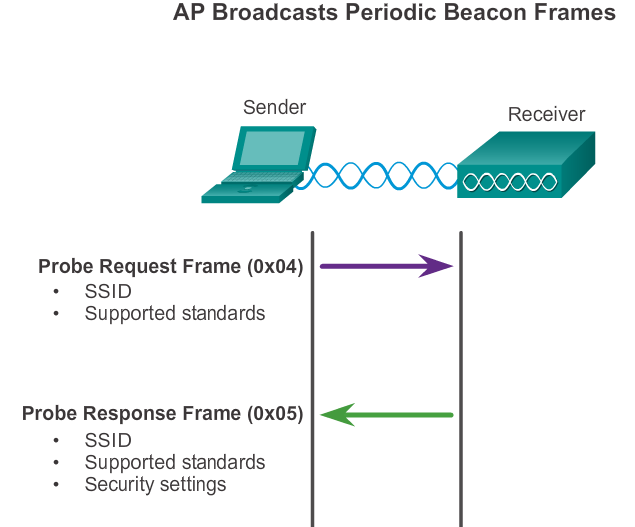 AP Broadcasts Periodic Beacon Frames
Sender
Receiver
Probe Request Frame (0x04)
• SSID
• Supported standards
Probe Response Frame (0x05)
• SSID
• Supported standards
• Security settings